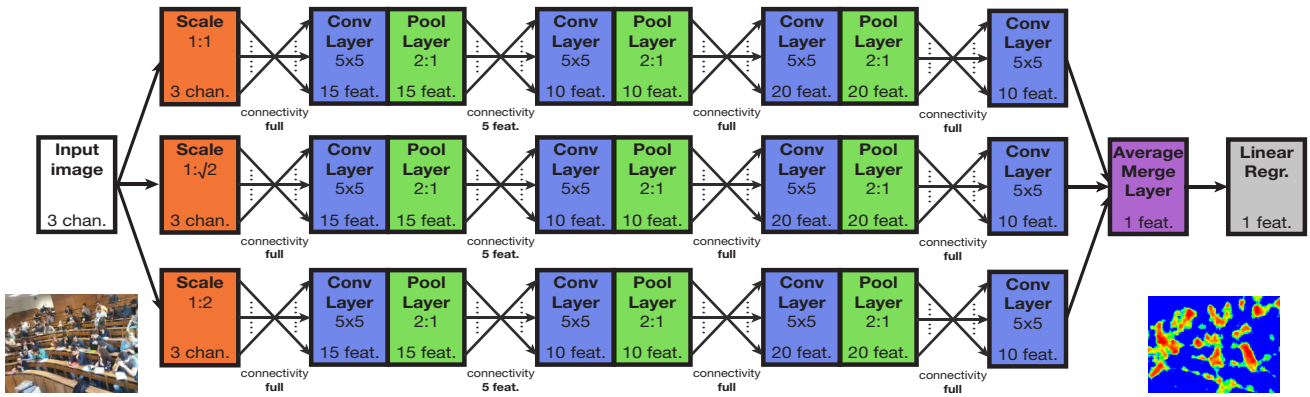 Input
image
3 chan.
Scale
1:1
3 chan.
connectivity
full
Conv
Layer
5x5
15 feat.
Pool
Layer
2:1
15 feat.
connectivity
5 feat.
Conv
Layer
5x5
10 feat.
Pool
Layer
2:1
10 feat.
connectivity
full
Conv
Layer
5x5
20 feat.
Pool
Layer
2:1
20 feat.
connectivity
full
Conv
Layer
5x5
10 feat.
Scale
1:√2
3 chan.
connectivity
full
Conv
Layer
5x5
15 feat.
Pool
Layer
2:1
15 feat.
connectivity
5 feat.
Conv
Layer
5x5
10 feat.
Pool
Layer
2:1
10 feat.
connectivity
full
Conv
Layer
5x5
20 feat.
Pool
Layer
2:1
20 feat.
connectivity
full
Conv
Layer
5x5
10 feat.
Scale
1:2
3 chan.
connectivity
full
Conv
Layer
5x5
15 feat.
Pool
Layer
2:1
15 feat.
connectivity
5 feat.
Conv
Layer
5x5
10 feat.
Pool
Layer
2:1
10 feat.
connectivity
full
Conv
Layer
5x5
20 feat.
Pool
Layer
2:1
20 feat.
connectivity
full
Conv
Layer
5x5
10 feat.
Average
Merge
Layer
1 feat.
Linear
Regr.
1 feat.